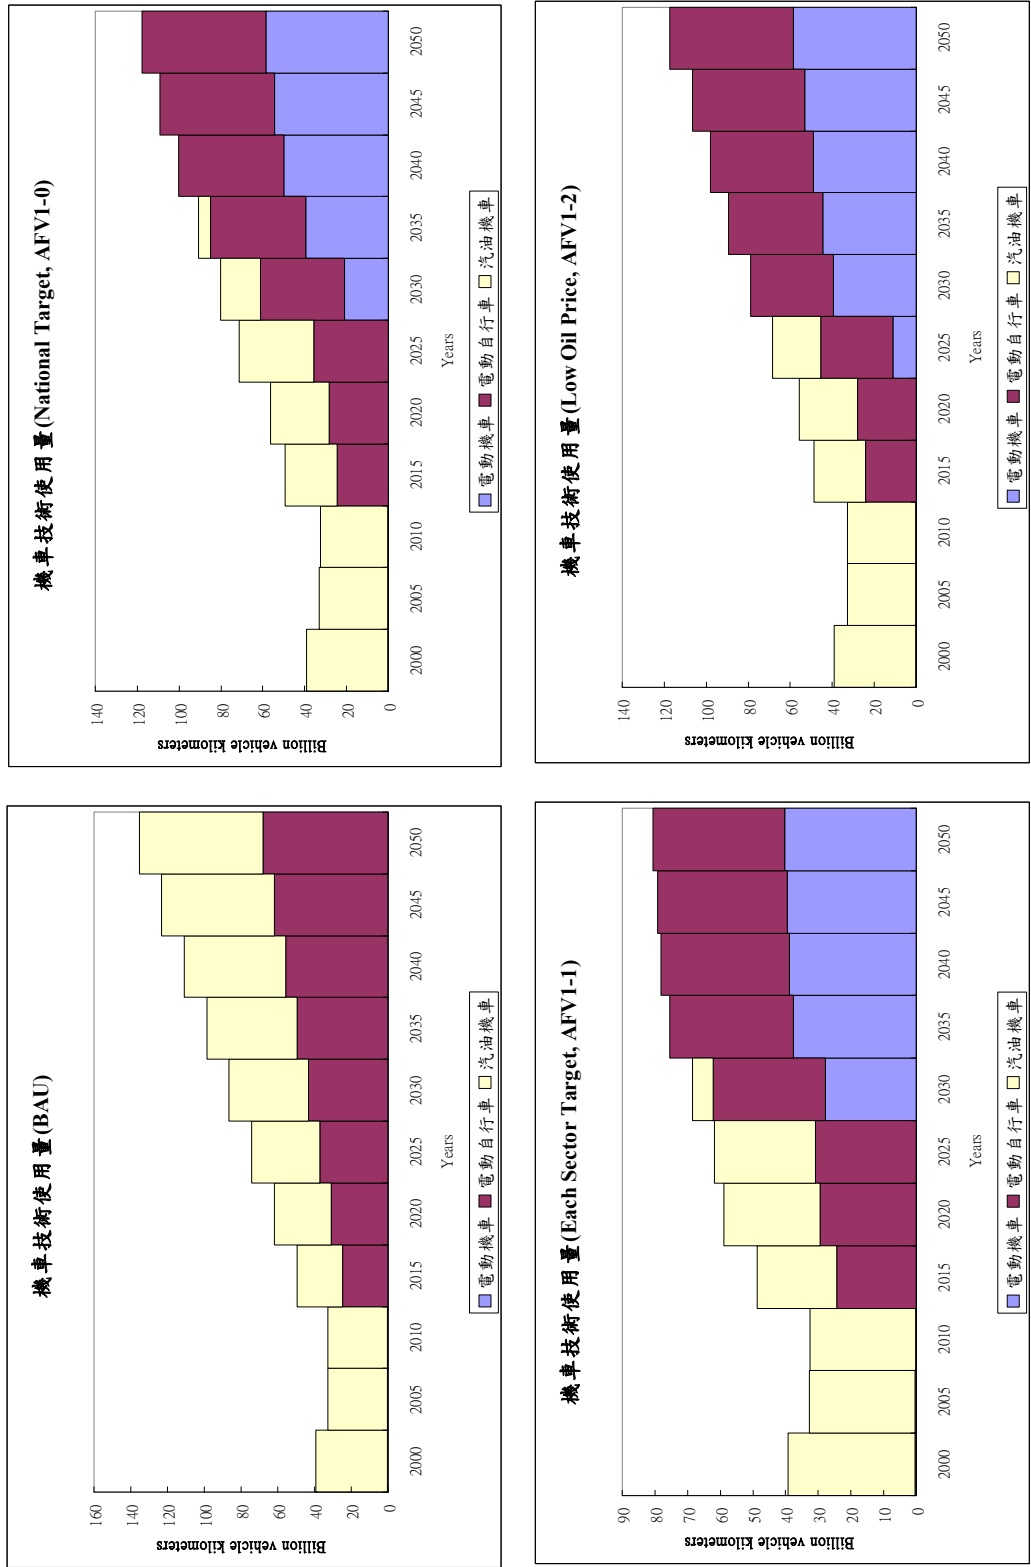 機車技術使用量(BAU)
Billion vehicle kilometers
160
140
120
100
80
60
40
20
0
2000 2005 2010 2015 2020 2025 2030 2035 2040 2045 2050
Years
電動機車 電動自行車 汽油機車
機車技術使用量(National Target, AFV1-0)
Billion vehicle kilometers
140
120
100
80
60
40
20
0
2000 2005 2010 2015 2020 2025 2030 2035 2040 2045 2050
Years
電動機車 電動自行車 汽油機車
機車技術使用量(Each Sector Target, AFV1-1)
Billion vehicle kilometers
90
80
70
60
50
40
30
20
10
0
2000 2005 2010 2015 2020 2025 2030 2035 2040 2045 2050
Years
電動機車 電動自行車 汽油機車
機車技術使用量(Low Oil Price, AFV1-2)
Billion vehicle kilometers
140
120
100
80
60
40
20
0
2000 2005 2010 2015 2020 2025 2030 2035 2040 2045 2050
Years
電動機車 電動自行車 汽油機車